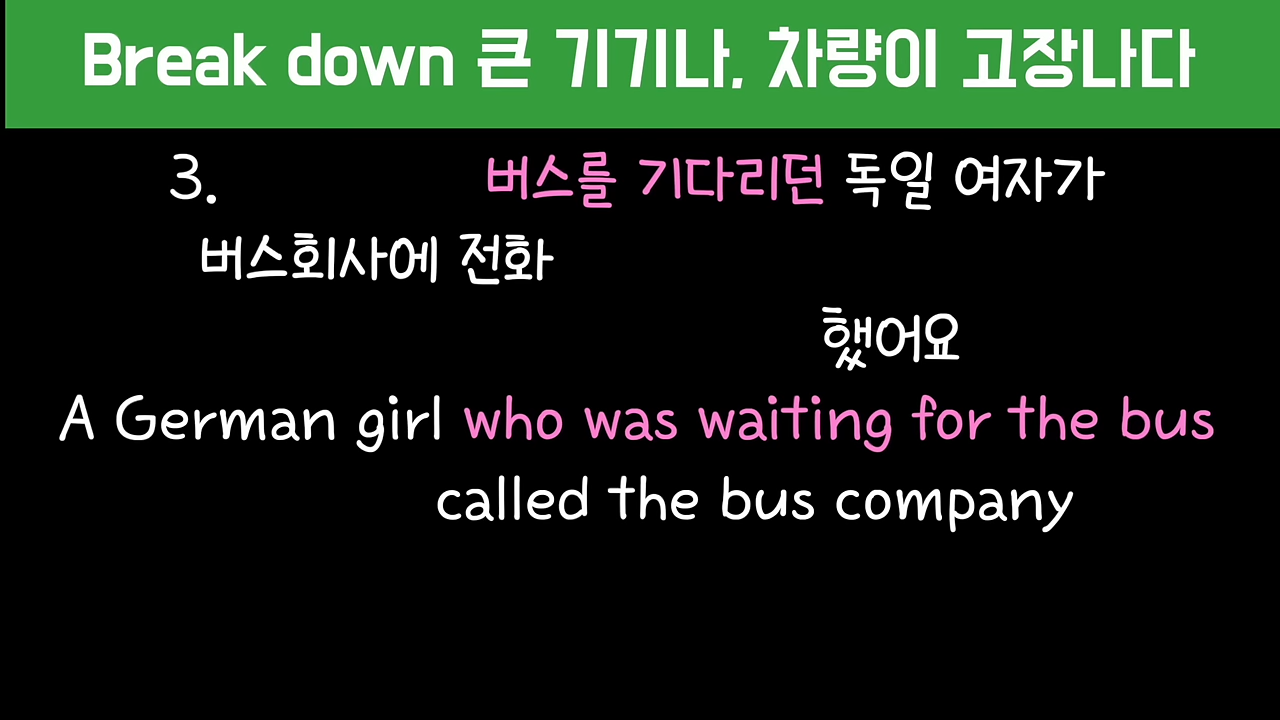 Break down 큰 기기나, 차량이 고장나다
3. 버스를 기다리던 독일 여자가
버스회사에 전화
했어요
A German girl who was waiting for the bus
called the bus company